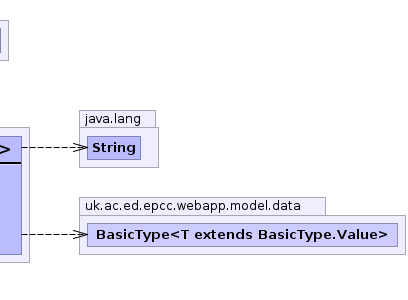 java.lang
>
String
uk.ac.ed.epcc.webapp.model.data
BasicType<T extends BasicType.Value>